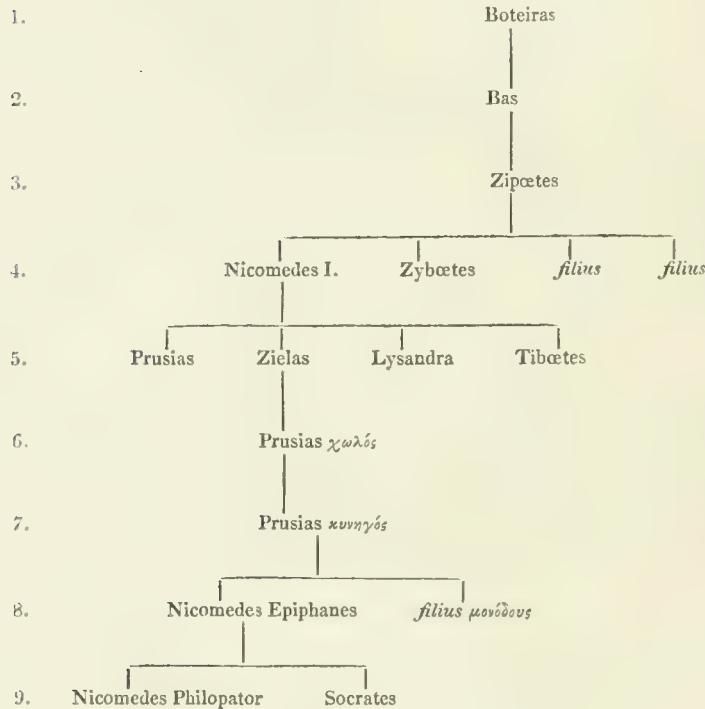 1. Boteiras
2. Bas
3. Zipœtes
4. Nicomedes I. Zybœtes filius filius
5. Prusias Zielas Lysandra Tibœtes
6. Prusias χωλός
7. Prusias κυνηγός
8. Nicomedes Epiphanes filius μονόδους
9. Nicomedes Philopator Socrates